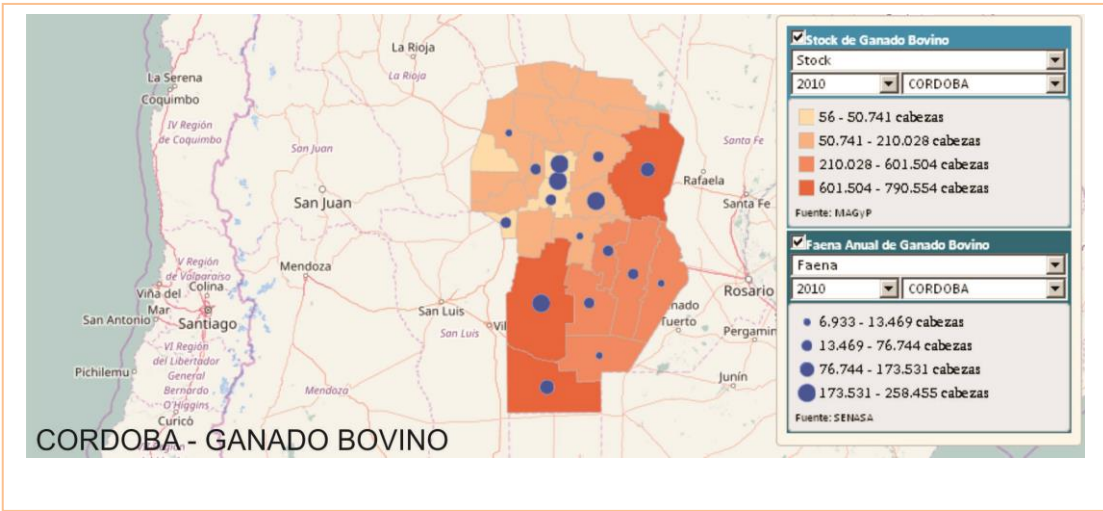 La Rioja
La Rioja
La Serena
Coquimbo
IV Región
de Coquimbo
San Juan
San Juan
Santa Fe
Rafaela
Santa Fe
V Región
de Valparaíso
Viña del
Mar
Colina
San Antonio
Santiago
Mendoza
San Luis
San Luis
Rosario
nado
Tuerto
Pergamin
VI Región
del Libertador
General
Bernardo
O'Higgins
Pichilemu
Curicó
Mendoza
Junín
CORDOBA - GANADO BOVINO
Stock de Ganado Bovino
Stock
2010 CORDOBA
56 - 50.741 cabezas
50.741 - 210.028 cabezas
210.028 - 601.504 cabezas
601.504 - 790.554 cabezas
Fuente: MAGyP
Faena Anual de Ganado Bovino
Faena
2010 CORDOBA
6.933 - 13.469 cabezas
13.469 - 76.744 cabezas
76.744 - 173.531 cabezas
173.531 - 258.455 cabezas
Fuente: SENASA